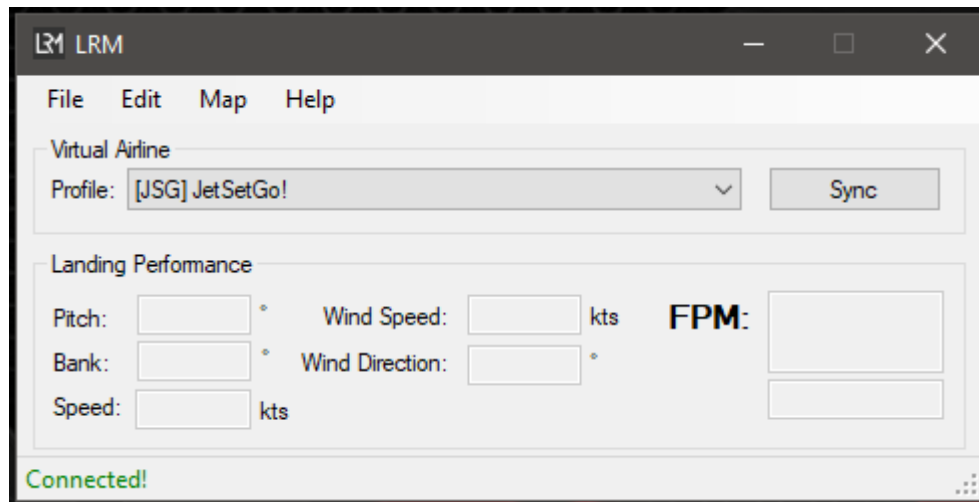 LRM LRM
File Edit Map Help
Virtual Airline
Profile: [JSG] JetSetGo! Sync
Landing Performance
Pitch: ° Wind Speed: kts FPM:
Bank: ° Wind Direction: °
Speed: kts
Connected!